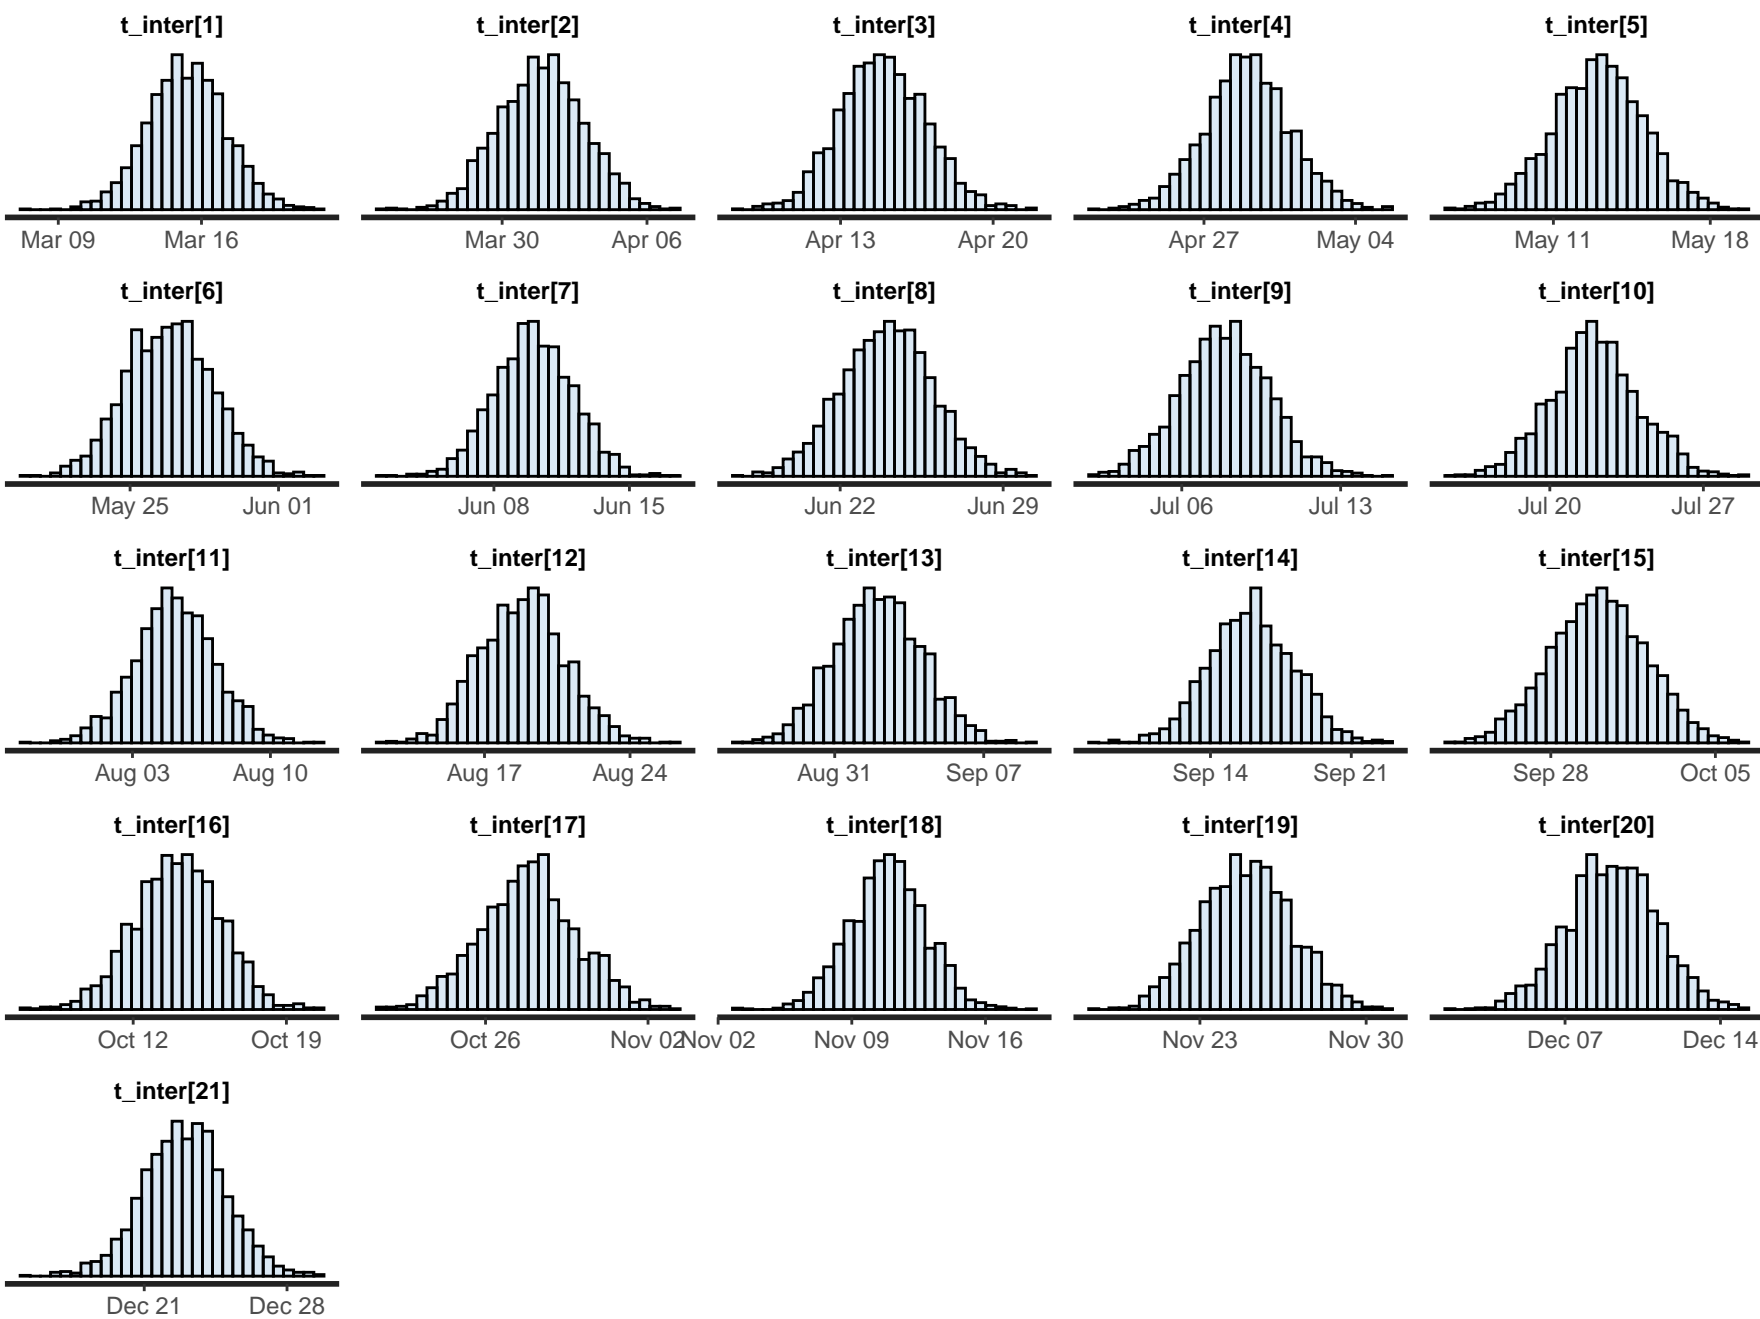 t_inter[1] t_inter[2] t_inter[3] t_inter[4] t_inter[5]
Mar 09 Mar 16 Mar 30 Apr 06 Apr 13 Apr 20 Apr 27 May 04 May 11 May 18
t_inter[6] t_inter[7] t_inter[8] t_inter[9] t_inter[10]
May 25 Jun 01 Jun 08 Jun 15 Jun 22 Jun 29 Jul 06 Jul 13 Jul 20 Jul 27
t_inter[11] t_inter[12] t_inter[13] t_inter[14] t_inter[15]
Aug 03 Aug 10 Aug 17 Aug 24 Aug 31 Sep 07 Sep 14 Sep 21 Sep 28 Oct 05
t_inter[16] t_inter[17] t_inter[18] t_inter[19] t_inter[20]
Oct 12 Oct 19 Oct 26 Nov 02 Nov 02 Nov 09 Nov 16 Nov 23 Nov 30 Dec 07 Dec 14
t_inter[21]
Dec 21 Dec 28